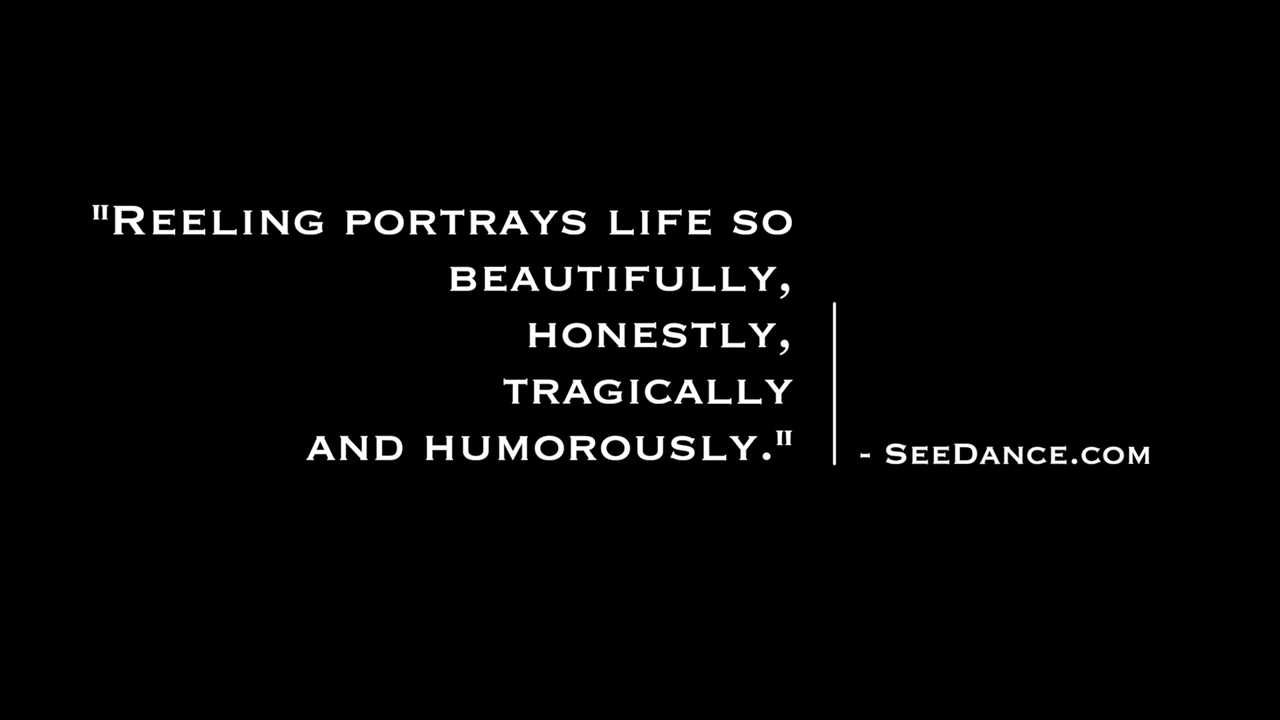 "Reeling portrays life so
beautifully,
honestly,
tragically
and humorously."
- SeeDance.com